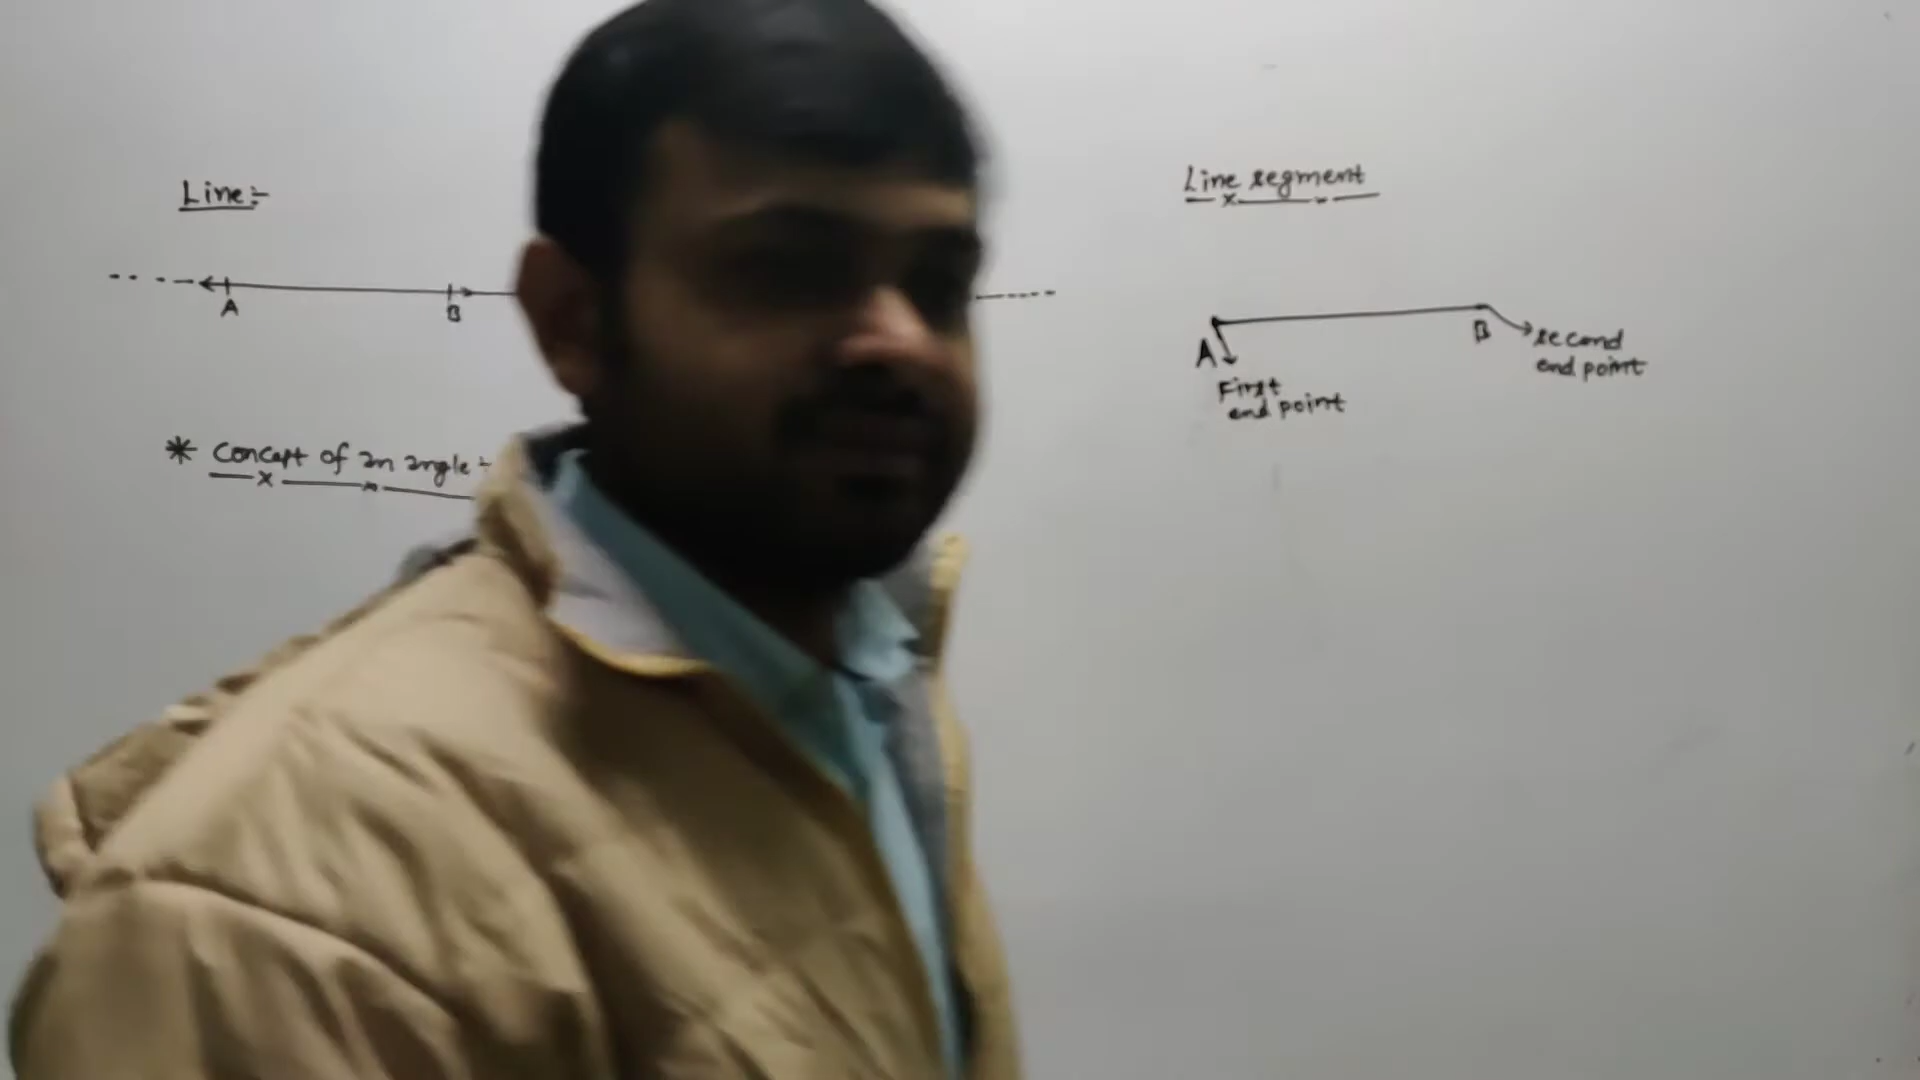 Line:-
A
B
* Concept of an angle:-
Line segment
A
B
First
end point
second
end point